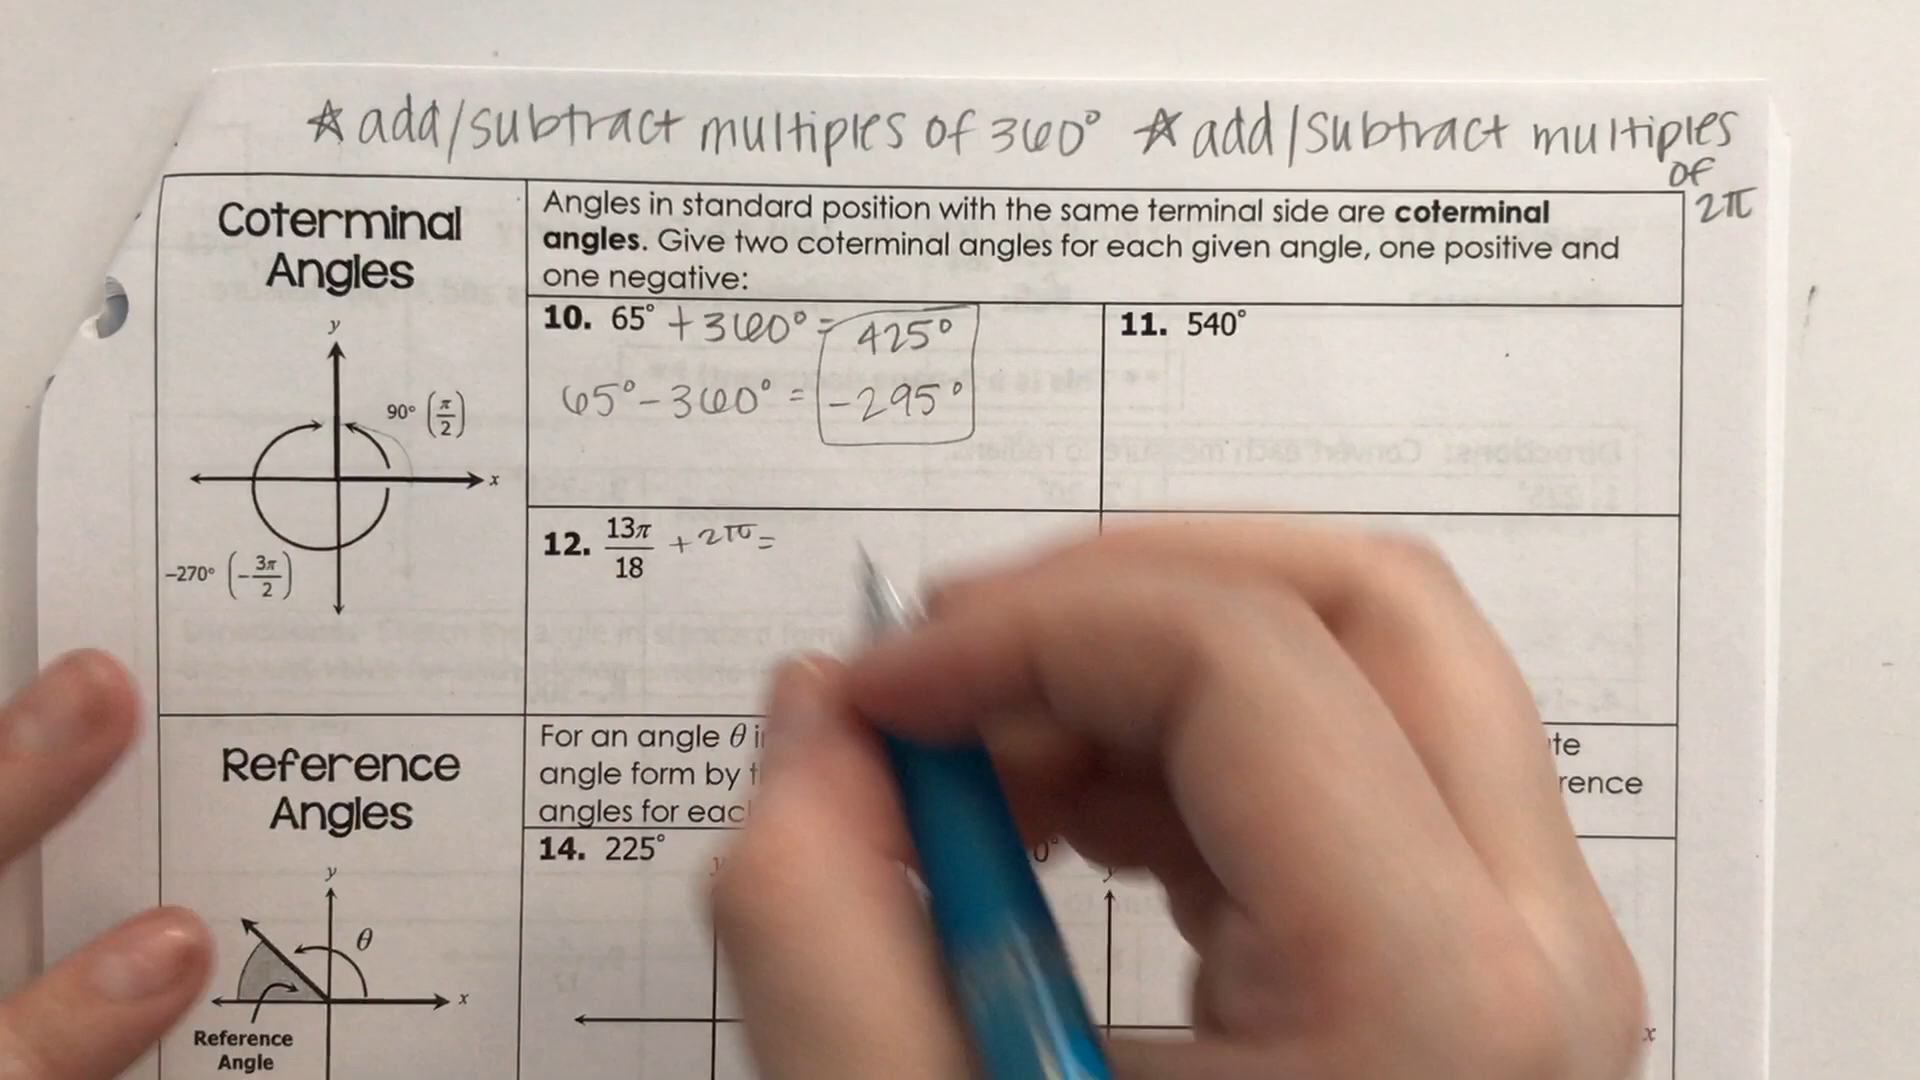 ☆ add/subtract multiples of 360° ☆ add/subtract multiples
of
2π
Coterminal
Angles
y
90° (π/2)
x
-270° (-3π/2)
Angles in standard position with the same terminal side are coterminal
angles. Give two coterminal angles for each given angle, one positive and
one negative:
10. 65° + 360° = 425°
65° - 360° = -295°
11. 540°
12. 13π/18 + 2π =
Reference
Angles
y
θ
x
Reference
Angle
For an angle θ
angle form by
angles for
rence
14. 225°
y
x